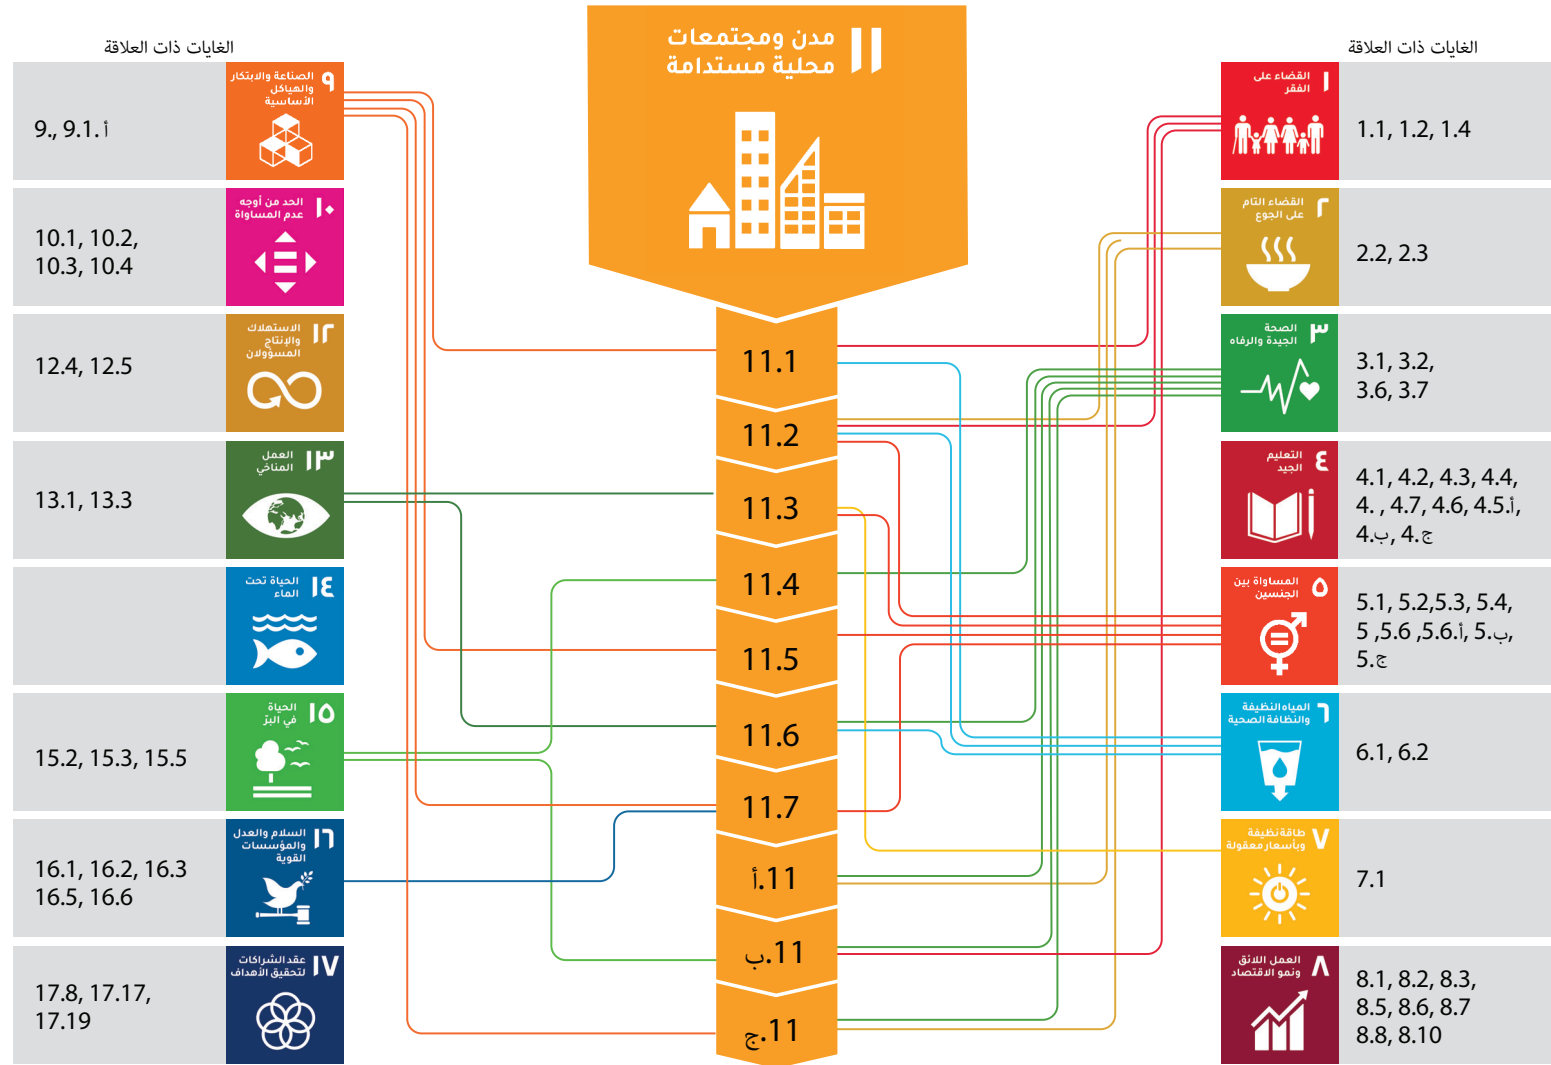 الغايات ذات العلاقة
١ القضاء على
الفقر
1.1, 1.2, 1.4
٢ القضاء التام
على الجوع
2.2, 2.3
٣ الصحة
الجيدة والرفاه
3.1, 3.2,
3.6, 3.7
٤ التعليم
الجيد
4.1, 4.2, 4.3, 4.4,
4. , 4.7, 4.6, 4.5.أ,
4.ب, 4.ج
٥ المساواة بين
الجنسين
5.1, 5.2,5.3, 5.4,
5 ,5.6 ,5.6.أ, 5.ب,
5.ج
٦ المياه النظيفة
والنظافة الصحية
6.1, 6.2
٧ طاقة نظيفة
وبأسعار معقولة
7.1
٨ العمل اللائق
ونمو الاقتصاد
8.1, 8.2, 8.3,
8.5, 8.6, 8.7
8.8, 8.10
١١ مدن ومجتمعات
محلية مستدامة
11.1
11.2
11.3
11.4
11.5
11.6
11.7
11.أ
11.ب
11.ج
الغايات ذات العلاقة
٩ الصناعة والابتكار
والهياكل
الأساسية
9., 9.1.أ
١٠ الحد من أوجه
عدم المساواة
10.1, 10.2,
10.3, 10.4
١٢ الاستهلاك
والإنتاج
المسؤولان
12.4, 12.5
١٣ العمل
المناخي
13.1, 13.3
١٤ الحياة تحت
الماء
١٥ الحياة
في البرّ
15.2, 15.3, 15.5
١٦ السلام والعدل
والمؤسسات
القوية
16.1, 16.2, 16.3
16.5, 16.6
١٧ عقد الشراكات
لتحقيق الأهداف
17.8, 17.17,
17.19